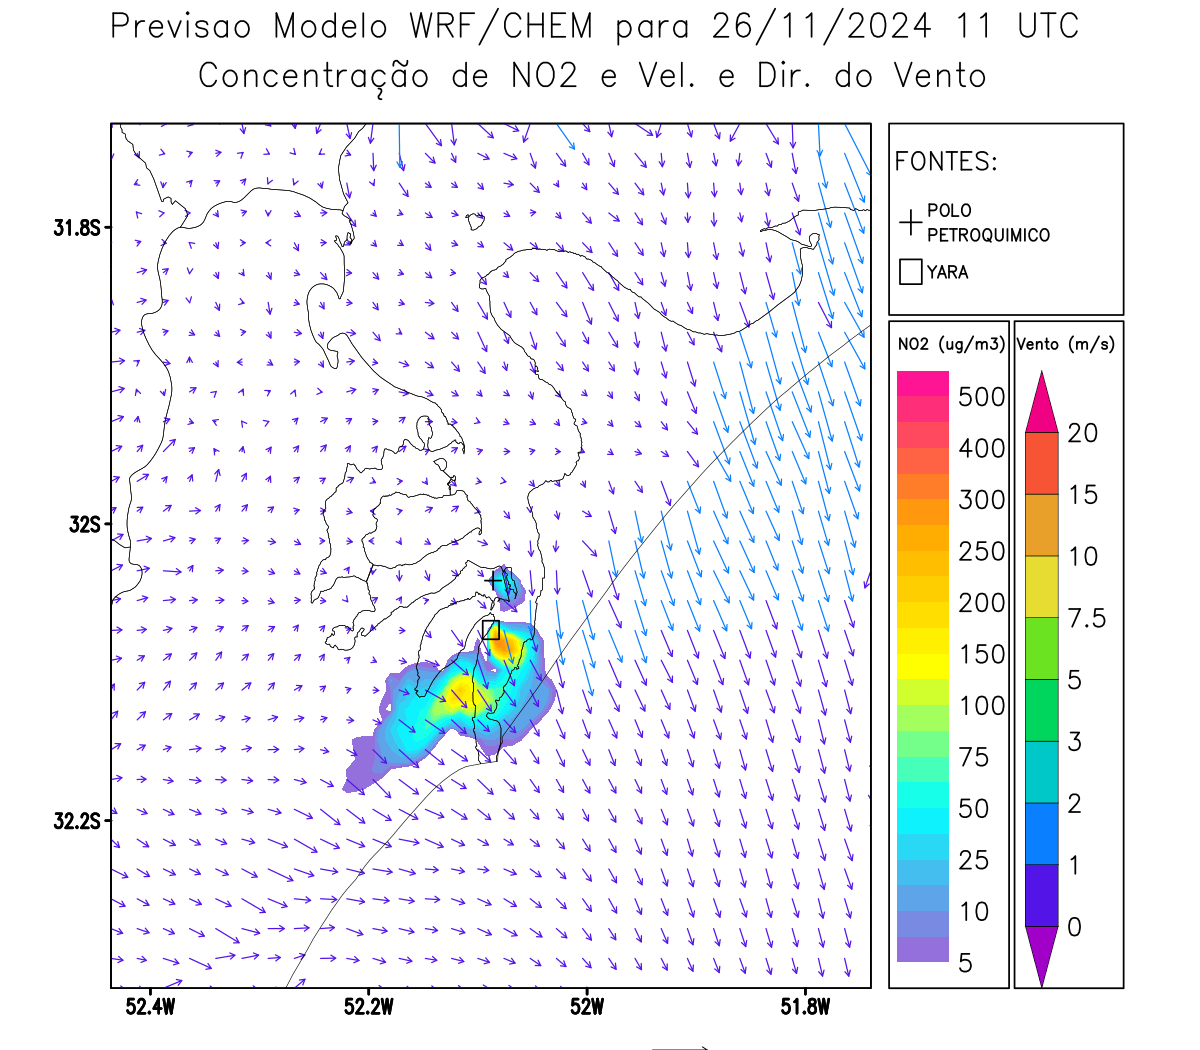 Previsao Modelo WRF/CHEM para 26/11/2024 11 UTC
Concentração de NO2 e Vel. e Dir. do Vento
FONTES:
POLO
PETROQUIMICO
YARA
NO2 (ug/m3)
500
400
300
250
200
150
100
75
50
25
10
5
Vento (m/s)
20
15
10
7.5
5
3
2
1
0
31.8S
32S
32.2S
52.4W
52.2W
52W
51.8W